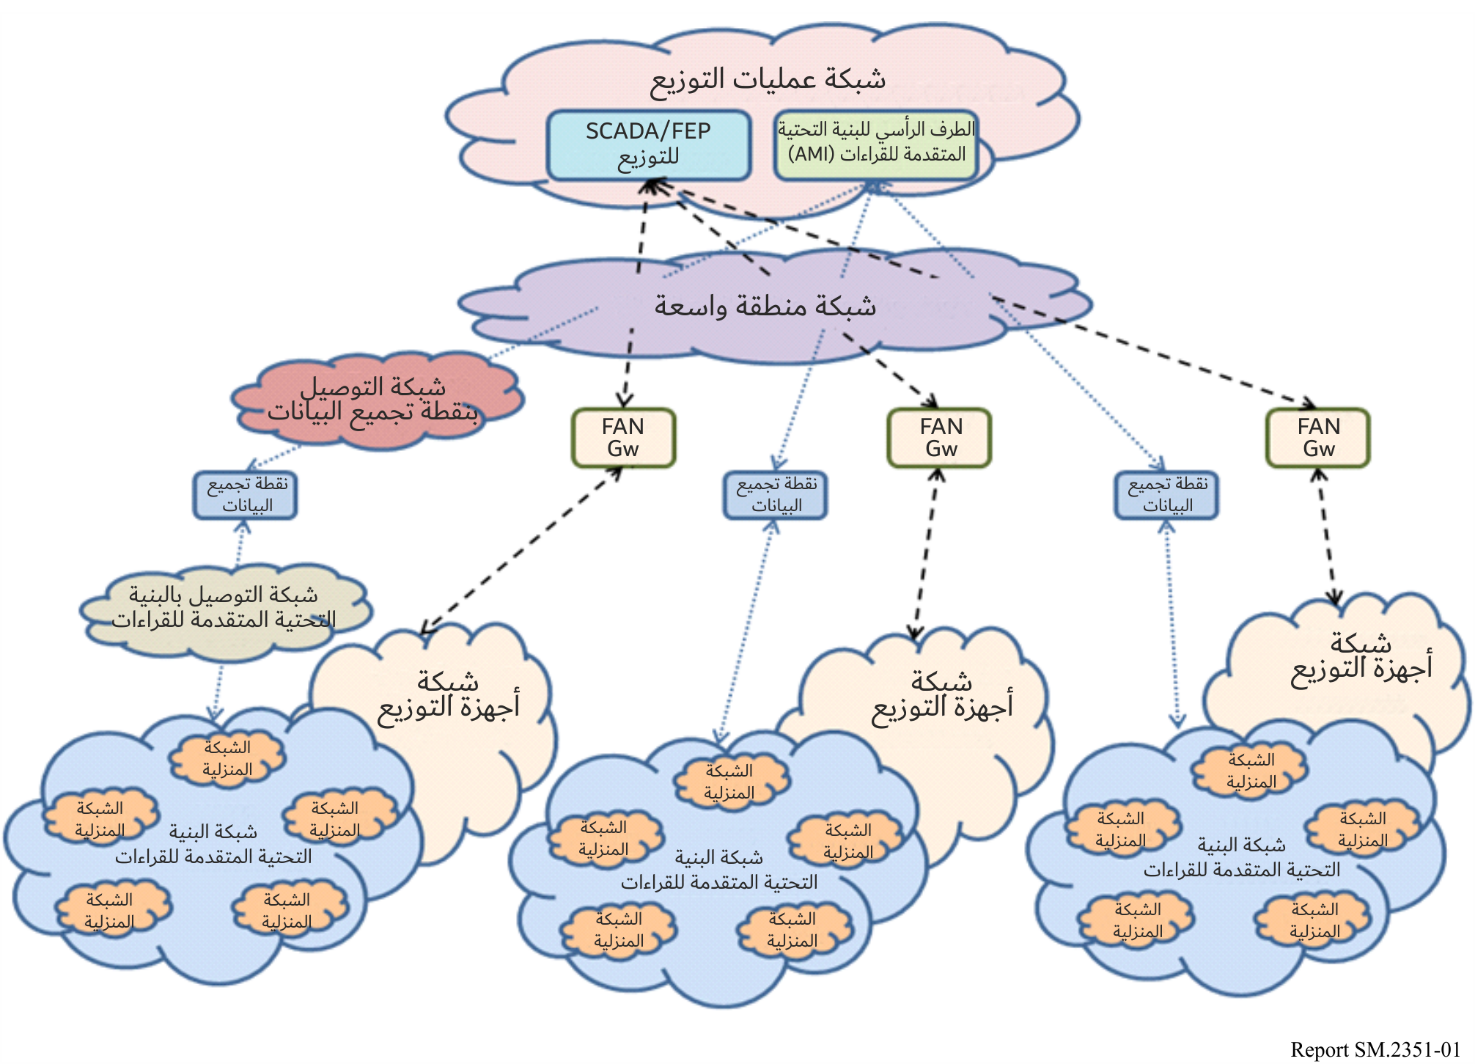 شبكة عمليات التوزيع
SCADA/FEP
للتوزيع
الطرف الرأسي للبنية التحتية
المتقدمة للقراءات (AMI)
شبكة منطقة واسعة
شبكة التوصيل
بنقطة تجميع البيانات
FAN
Gw
FAN
Gw
FAN
Gw
نقطة تجميع
البيانات
نقطة تجميع
البيانات
نقطة تجميع
البيانات
شبكة التوصيل بالبنية
التحتية المتقدمة للقراءات
شبكة
أجهزة التوزيع
شبكة
أجهزة التوزيع
شبكة
أجهزة التوزيع
الشبكة
المنزلية
الشبكة
المنزلية
الشبكة
المنزلية
شبكة البنية
التحتية المتقدمة للقراءات
الشبكة
المنزلية
الشبكة
المنزلية
الشبكة
المنزلية
الشبكة
المنزلية
الشبكة
المنزلية
شبكة البنية
التحتية المتقدمة للقراءات
الشبكة
المنزلية
الشبكة
المنزلية
الشبكة
المنزلية
الشبكة
المنزلية
الشبكة
المنزلية
شبكة البنية
التحتية المتقدمة للقراءات
الشبكة
المنزلية
الشبكة
المنزلية
Report SM.2351-01